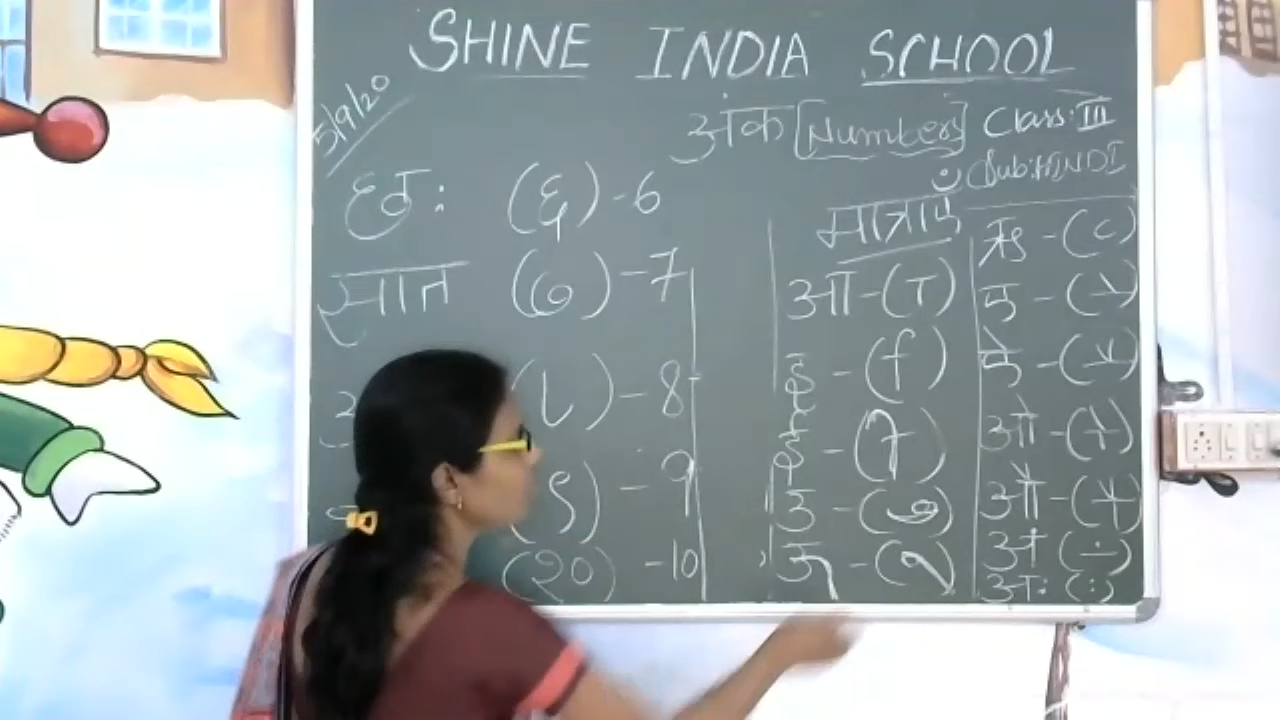 SHINE INDIA SCHOOL
5/9/20
अंक [Numbers] Class: III
Sub: HINDI
छ: (६) - 6
सात (७) - 7
(८) - 8
(९) - 9
(१०) - 10
मात्राएँ
आ - (ा)
इ - (ि)
ई - (ी)
उ - (ु)
ऊ - (ू)
ऋ - (ृ)
ए - (े)
ऐ - (ै)
ओ - (ो)
औ - (ौ)
अं (ं)
अः (ः)